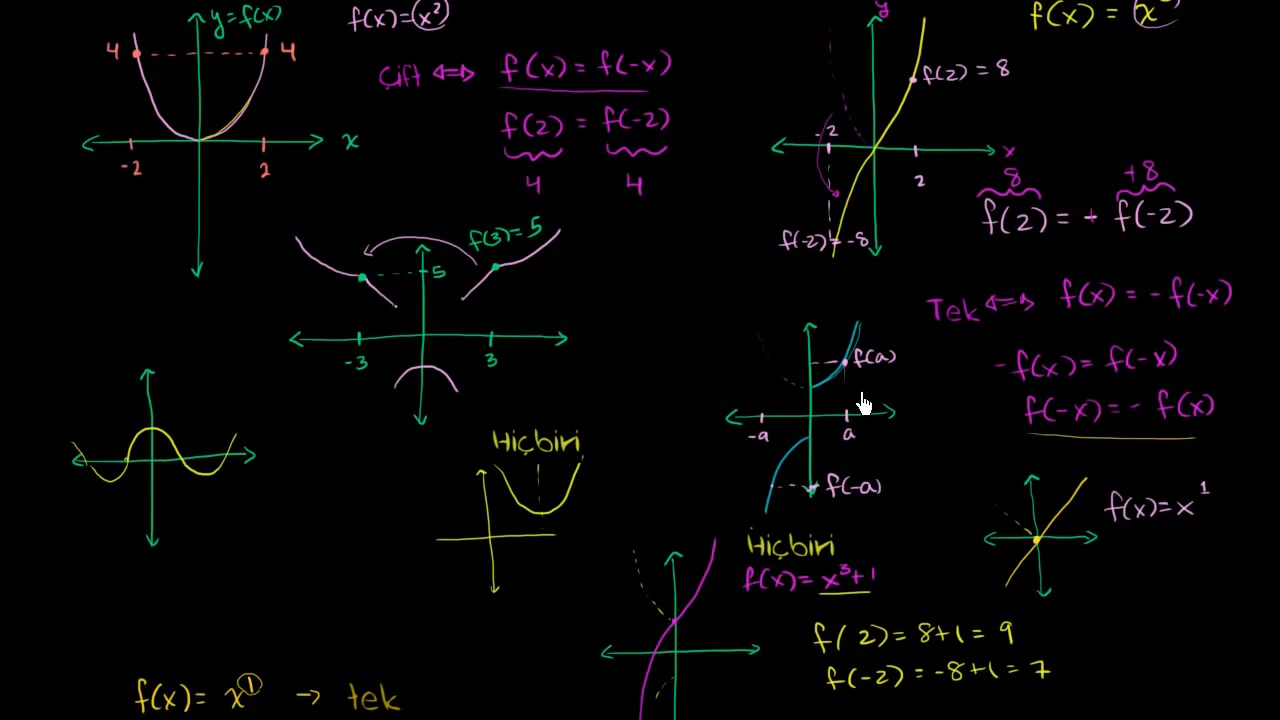 y=f(x)
f(x)=x²
4
4
-2
2
x
Çift ⇔ f(x) = f(-x)
f(2) = f(-2)
4
4
f(3)=5
5
-3
3
Hiçbiri
f(x)= x¹ → tek
y
f(x) = x
f(2) = 8
-2
x
2
f(-2)=-8
8
+8
f(2)= + f(-2)
Tek ⇔ f(x) = -f(-x)
-f(x)= f(-x)
f(-x)= - f(x)
f(a)
-a
a
f(-a)
f(x)=x¹
Hiçbiri
f(x)= x³+1
f(2)= 8+1= 9
f(-2)= -8+1= 7